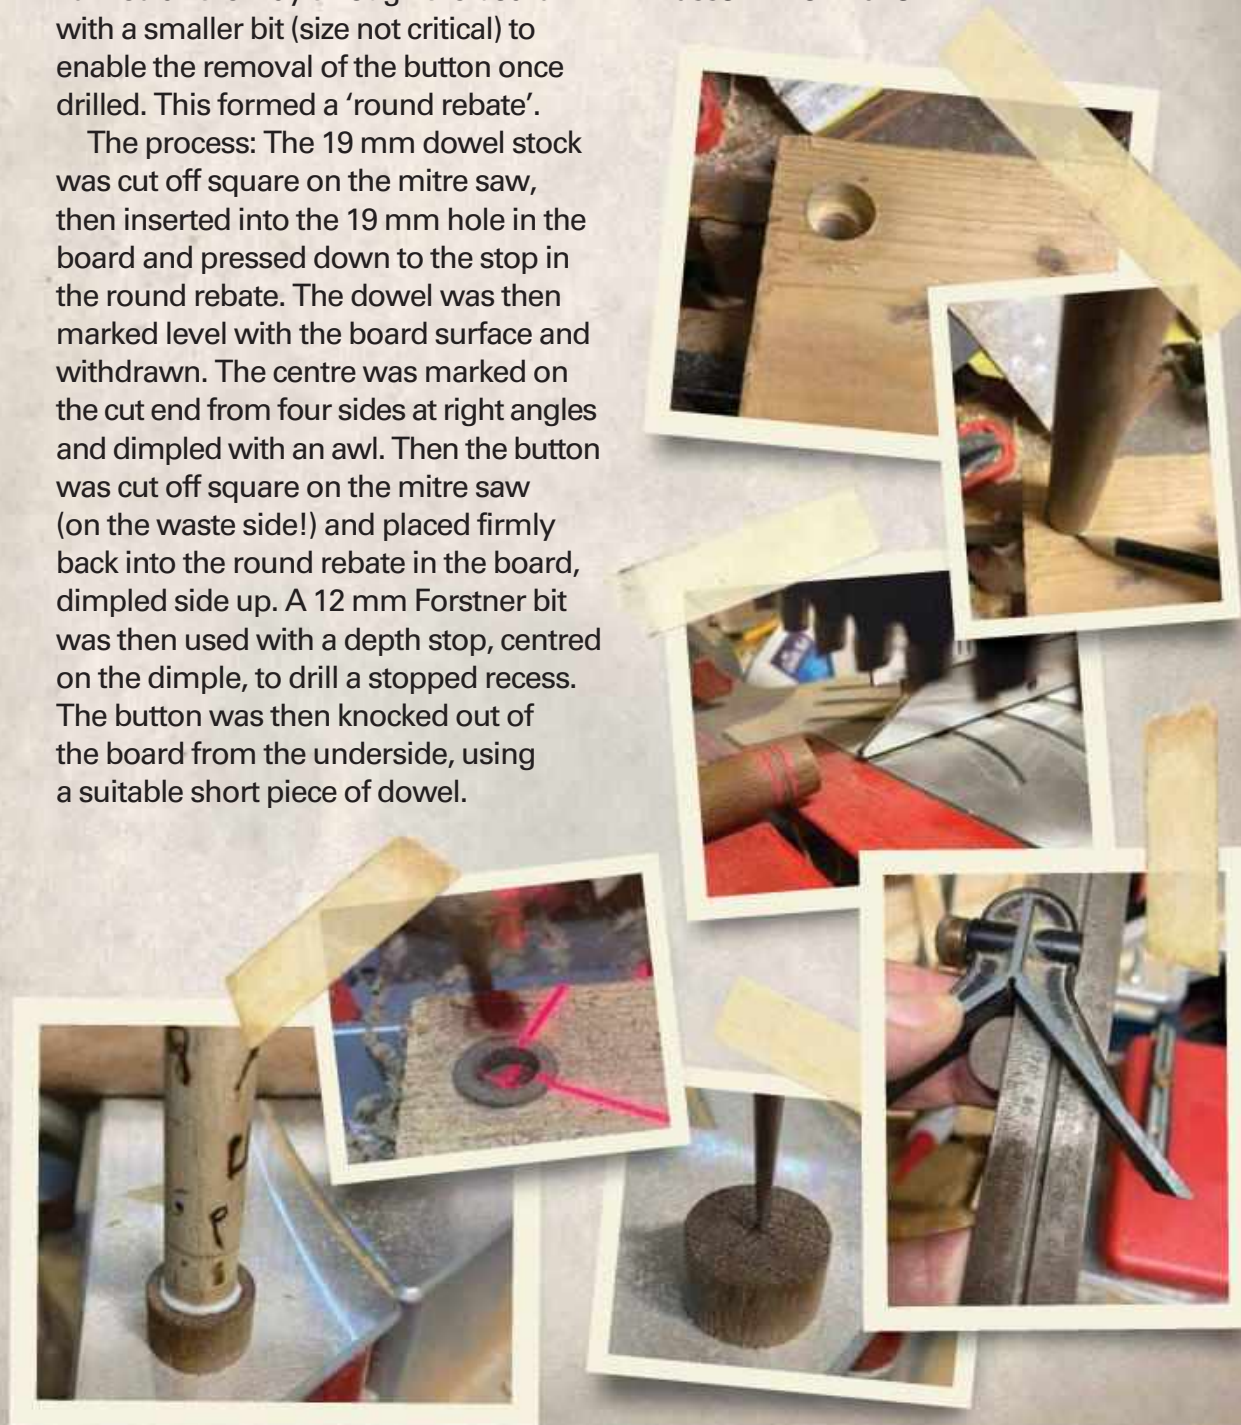 with a smaller bit (size not critical) to
enable the removal of the button once
drilled. This formed a ‘round rebate’.
The process: The 19 mm dowel stock
was cut off square on the mitre saw,
then inserted into the 19 mm hole in the
board and pressed down to the stop in
the round rebate. The dowel was then
marked level with the board surface and
withdrawn. The centre was marked on
the cut end from four sides at right angles
and dimpled with an awl. Then the button
was cut off square on the mitre saw
(on the waste side!) and placed firmly
back into the round rebate in the board,
dimpled side up. A 12 mm Forstner bit
was then used with a depth stop, centred
on the dimple, to drill a stopped recess.
The button was then knocked out of
the board from the underside, using
a suitable short piece of dowel.